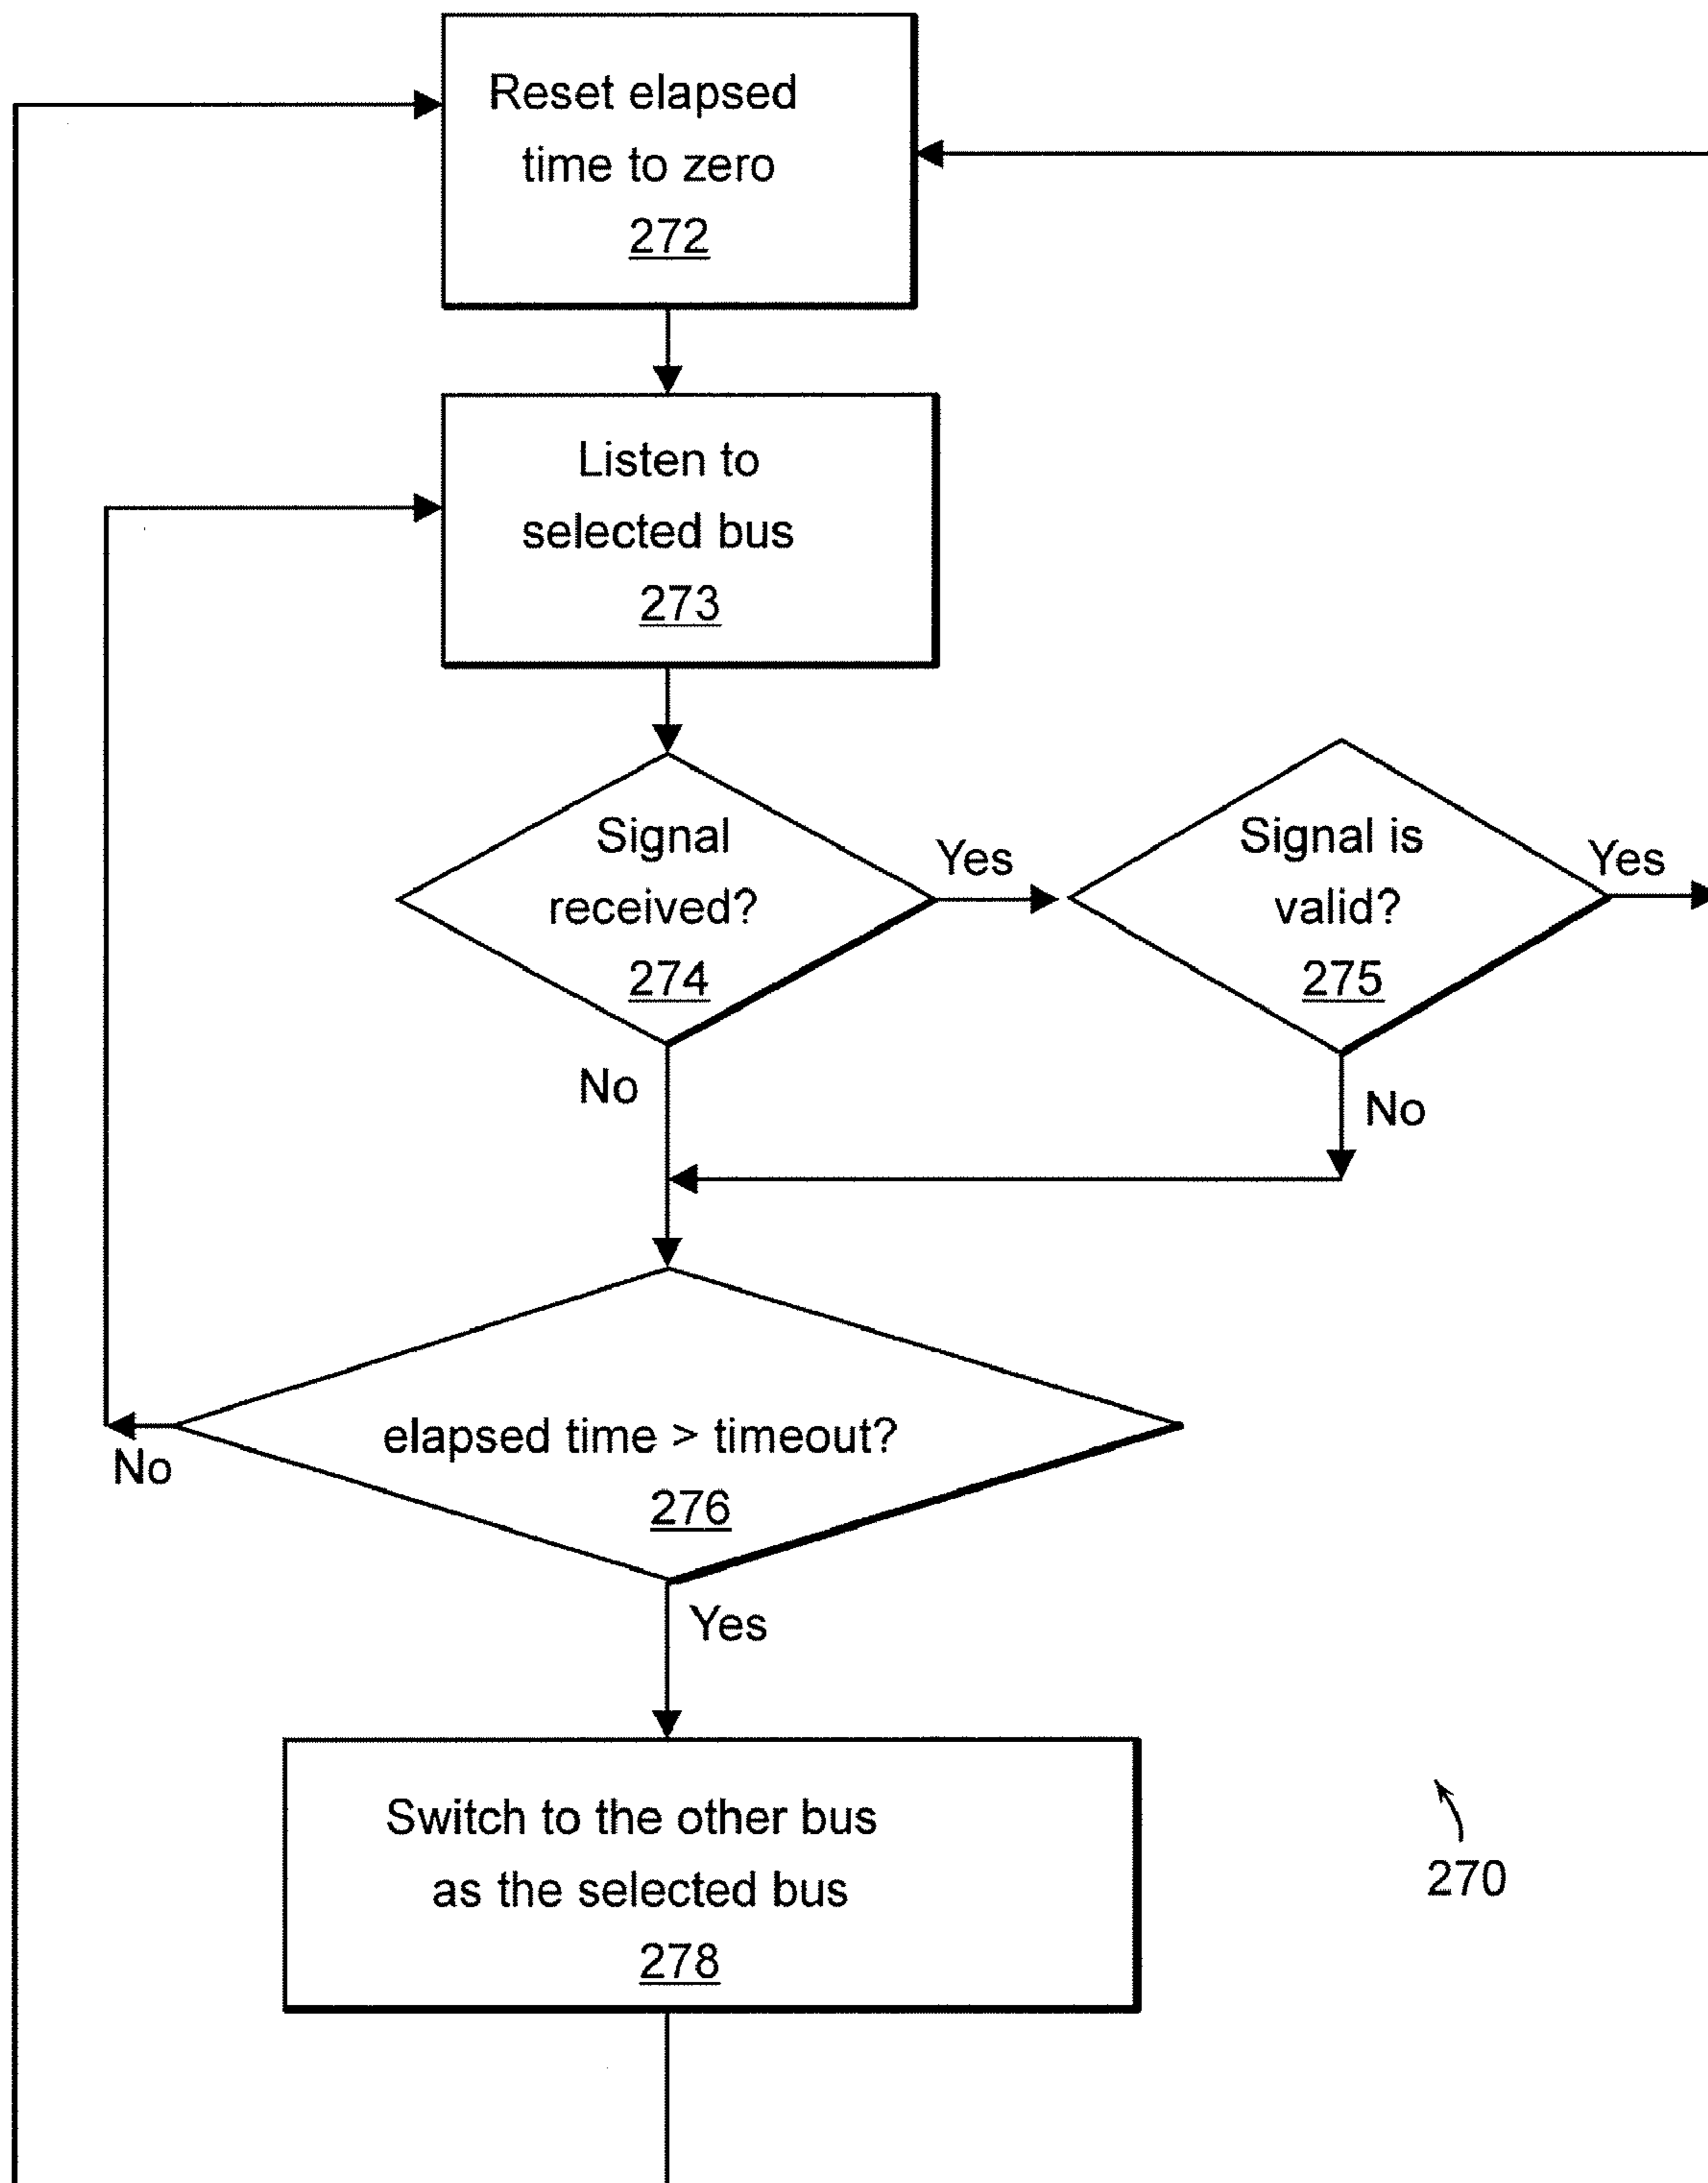 Reset elapsed
time to zero
272
Listen to
selected bus
273
Signal
received?
274
Yes
Signal is
valid?
275
Yes
No
No
elapsed time > timeout?
276
No
Yes
Switch to the other bus
as the selected bus
278
270